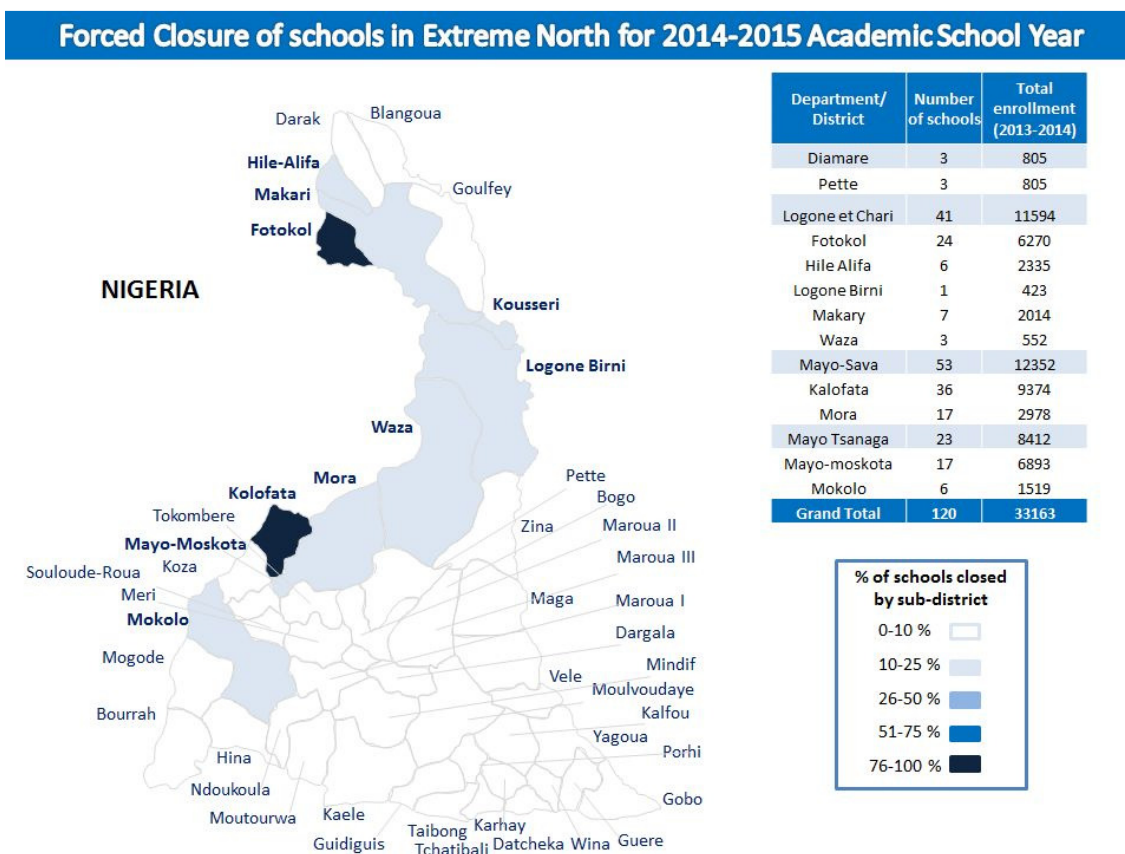 Forced Closure of schools in Extreme North for 2014-2015 Academic School Year
Darak
Blangoua
Hile-Alifa
Makari
Goulfey
Fotokol
NIGERIA
Kousseri
Logone Birni
Waza
Mora
Kolofata
Pette
Bogo
Tokombere
Zina
Maroua II
Mayo-Moskota
Koza
Maroua III
Souloude-Roua
Meri
Maga
Maroua I
Mokolo
Dargala
Mogode
Mindif
Vele
Moulvoudaye
Bourrah
Kalfou
Yagoua
Porhi
Hina
Ndoukoula
Gobo
Moutourwa
Kaele
Guidiguis
Taibong
Tchatibali
Karhay
Datcheka
Wina
Guere
Department/ Number Total
District of schools enrollment
(2013-2014)
Diamare 3 805
Pette 3 805
Logone et Chari 41 11594
Fotokol 24 6270
Hile Alifa 6 2335
Logone Birni 1 423
Makary 7 2014
Waza 3 552
Mayo-Sava 53 12352
Kalofata 36 9374
Mora 17 2978
Mayo Tsanaga 23 8412
Mayo-moskota 17 6893
Mokolo 6 1519
Grand Total 120 33163
% of schools closed
by sub-district
0-10 %
10-25 %
26-50 %
51-75 %
76-100 %